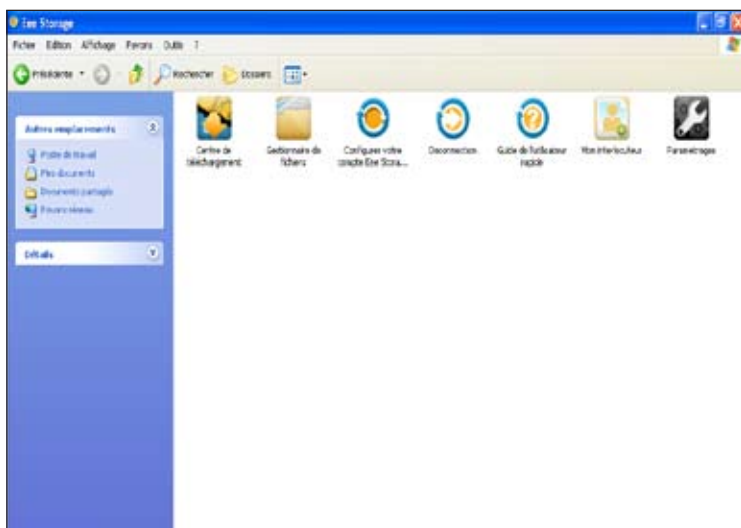 Eee Storage
Fichier Edition Affichage Favoris Outils ?
Précédente
Rechercher
Dossiers
Centre de
téléchargement
Gestionnaire de
fichiers
Configurez votre
compte Eee Stora...
Déconnection
Guide de l'utilisateur
rapide
Mon interlocuteur
Paramétrages
Autres emplacements
Poste de travail
Mes documents
Documents partagés
Favoris réseau
Détails